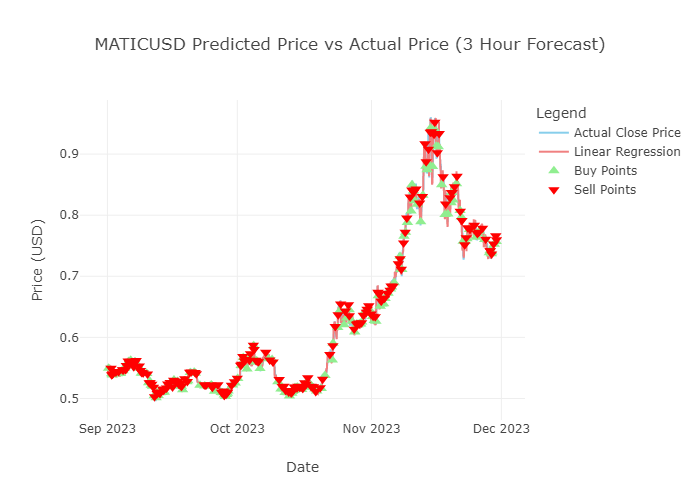 MATICUSD Predicted Price vs Actual Price (3 Hour Forecast)
Legend
Actual Close Price
Linear Regression
Buy Points
Sell Points
Price (USD)
0.9
0.8
0.7
0.6
0.5
Sep 2023
Oct 2023
Nov 2023
Dec 2023
Date